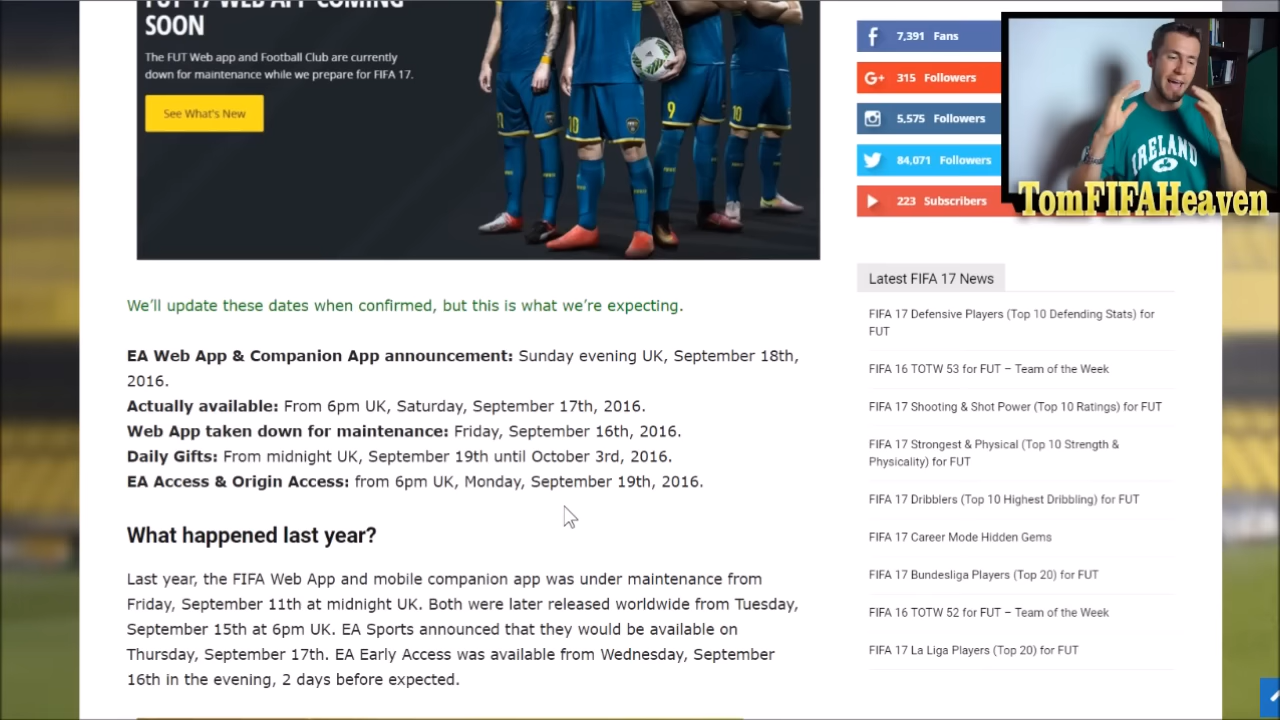 FUT 17 WEB APP COMING
SOON
The FUT Web app and Football Club are currently
down for maintenance while we prepare for FIFA 17.
See What's New
9
10
10
We'll update these dates when confirmed, but this is what we're expecting.
EA Web App & Companion App announcement: Sunday evening UK, September 18th,
2016.
Actually available: From 6pm UK, Saturday, September 17th, 2016.
Web App taken down for maintenance: Friday, September 16th, 2016.
Daily Gifts: From midnight UK, September 19th until October 3rd, 2016.
EA Access & Origin Access: from 6pm UK, Monday, September 19th, 2016.
What happened last year?
Last year, the FIFA Web App and mobile companion app was under maintenance from
Friday, September 11th at midnight UK. Both were later released worldwide from Tuesday,
September 15th at 6pm UK. EA Sports announced that they would be available on
Thursday, September 17th. EA Early Access was available from Wednesday, September
16th in the evening, 2 days before expected.
7,391 Fans
315 Followers
5,575 Followers
84,071 Followers
223 Subscribers
IRELAND
TomFIFAHeaven
Latest FIFA 17 News
FIFA 17 Defensive Players (Top 10 Defending Stats) for
FUT
FIFA 16 TOTW 53 for FUT – Team of the Week
FIFA 17 Shooting & Shot Power (Top 10 Ratings) for FUT
FIFA 17 Strongest & Physical (Top 10 Strength &
Physicality) for FUT
FIFA 17 Dribblers (Top 10 Highest Dribbling) for FUT
FIFA 17 Career Mode Hidden Gems
FIFA 17 Bundesliga Players (Top 20) for FUT
FIFA 16 TOTW 52 for FUT – Team of the Week
FIFA 17 La Liga Players (Top 20) for FUT